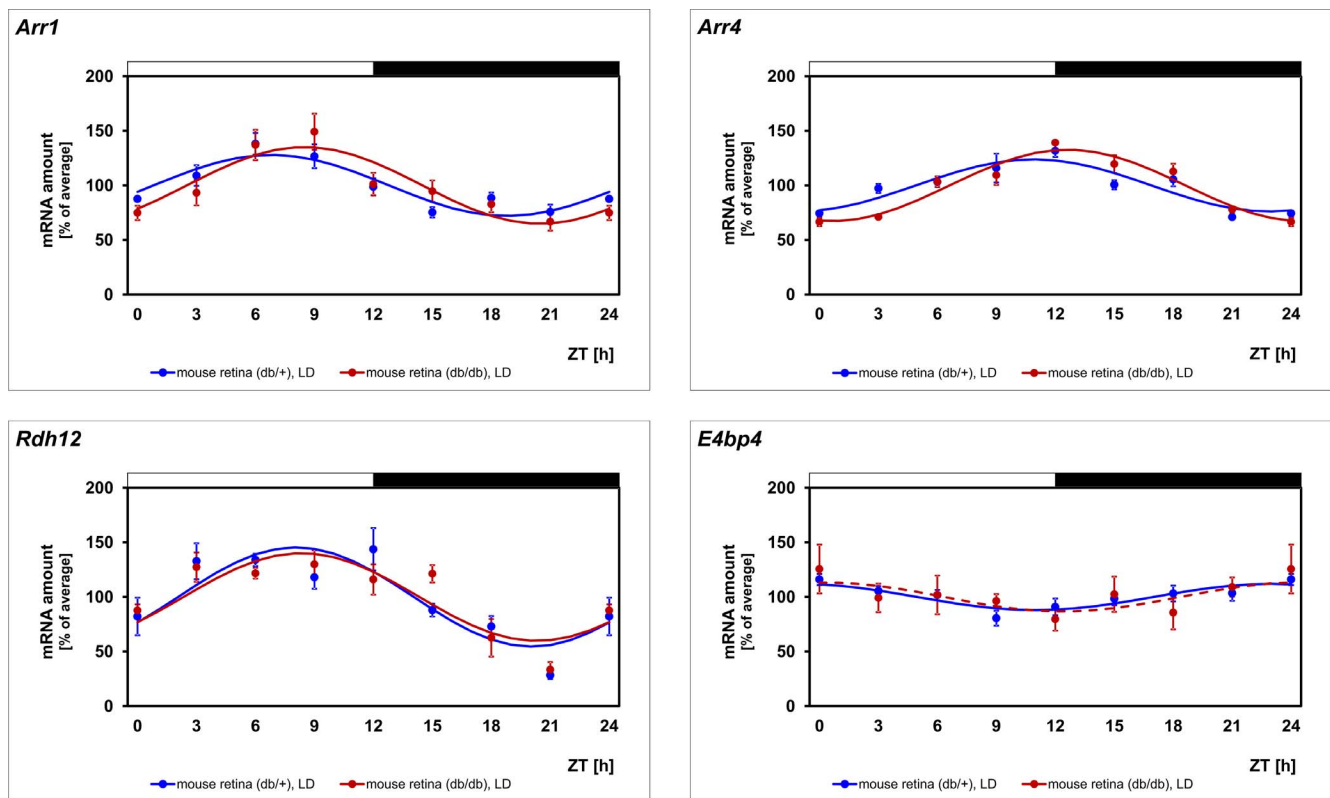 Arr1
200
150
100
50
0
mRNA amount
[% of average]
0 3 6 9 12 15 18 21 24
ZT [h]
mouse retina (db/+), LD mouse retina (db/db), LD
Arr4
200
150
100
50
0
mRNA amount
[% of average]
0 3 6 9 12 15 18 21 24
ZT [h]
mouse retina (db/+), LD mouse retina (db/db), LD
Rdh12
200
150
100
50
0
mRNA amount
[% of average]
0 3 6 9 12 15 18 21 24
ZT [h]
mouse retina (db/+), LD mouse retina (db/db), LD
E4bp4
200
150
100
50
0
mRNA amount
[% of average]
0 3 6 9 12 15 18 21 24
ZT [h]
mouse retina (db/+), LD mouse retina (db/db), LD